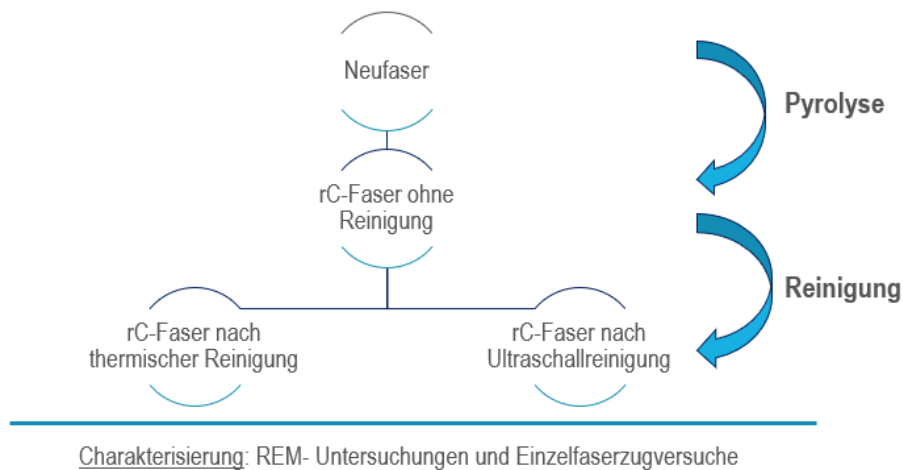 Neufaser
Pyrolyse
rC-Faser ohne
Reinigung
Reinigung
rC-Faser nach
thermischer Reinigung
rC-Faser nach
Ultraschallreinigung
Charakterisierung: REM- Untersuchungen und Einzelfaserzugversuche